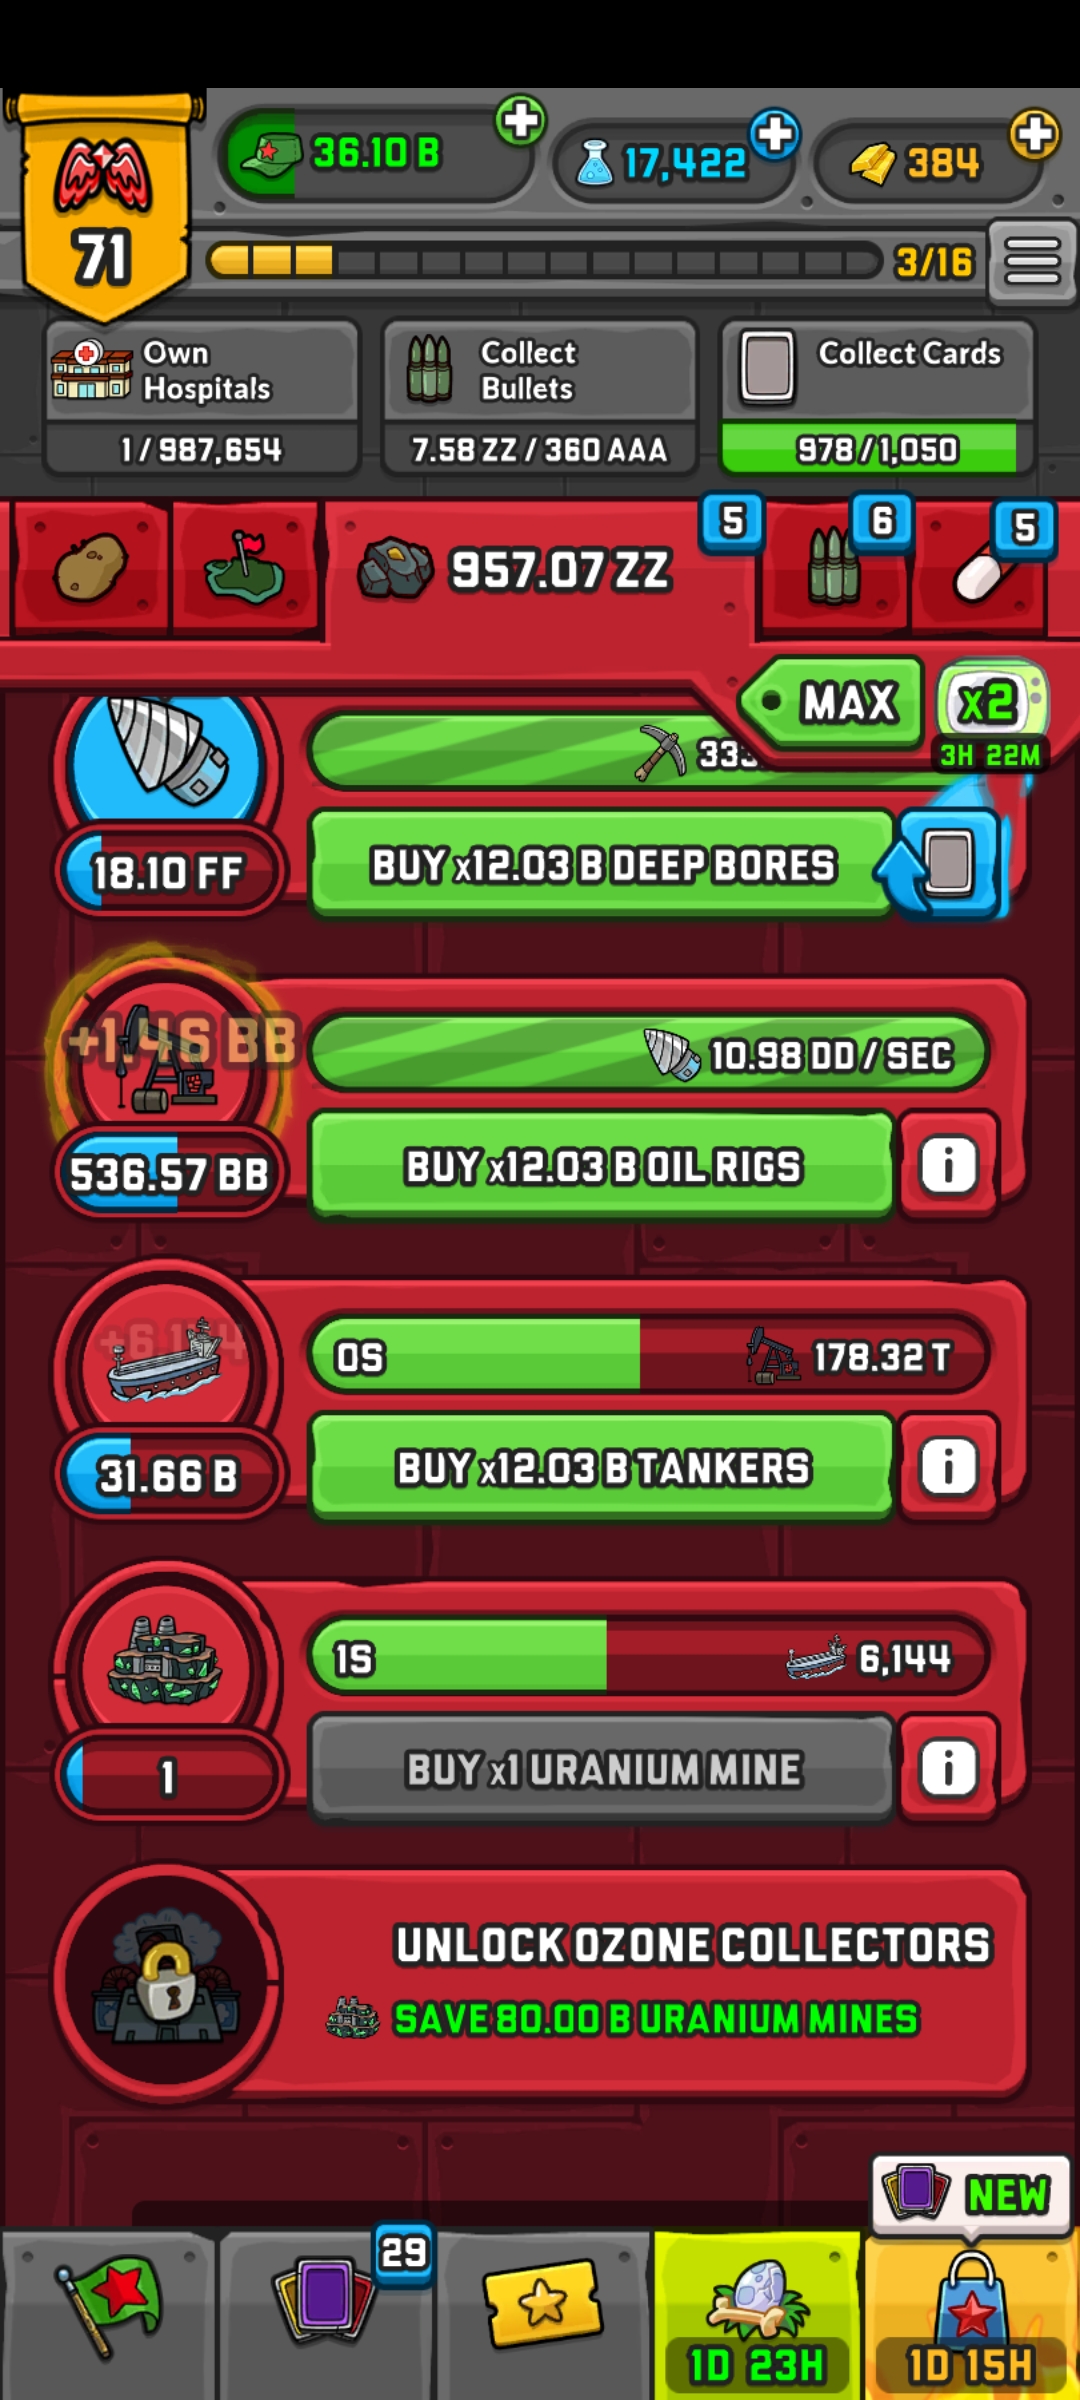 71
36.10 B
17,422
384
3/16
Own
Hospitals
1/987,654
Collect
Bullets
7.58 ZZ/360 AAA
Collect Cards
978/1,050
957.07 ZZ
5
6
5
MAX
x2
3H 22M
333
18.10 FF
BUY x12.03 B DEEP BORES
+1.46 BB
10.98 DD/SEC
536.57 BB
BUY x12.03 B OIL RIGS
i
0S
178.32 T
31.66 B
BUY x12.03 B TANKERS
i
1S
6,144
1
BUY x1 URANIUM MINE
i
UNLOCK OZONE COLLECTORS
SAVE 80.00 B URANIUM MINES
NEW
29
1D 23H
1D 15H